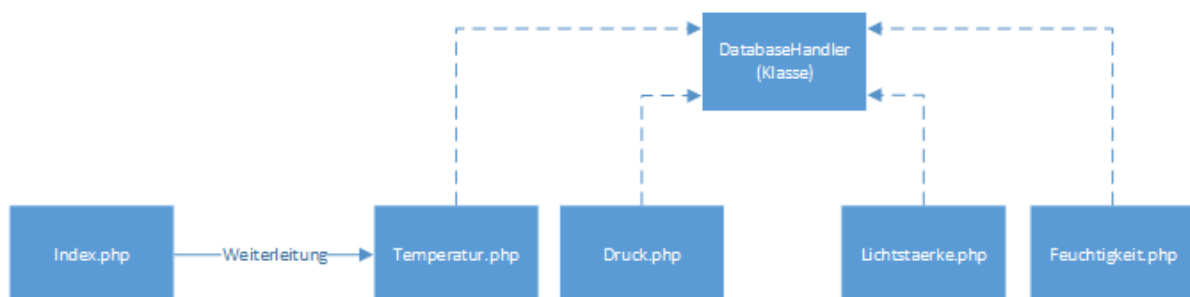 DatabaseHandler
(Klasse)
Index.php
Weiterleitung
Temperatur.php
Druck.php
Lichtstaerke.php
Feuchtigkeit.php